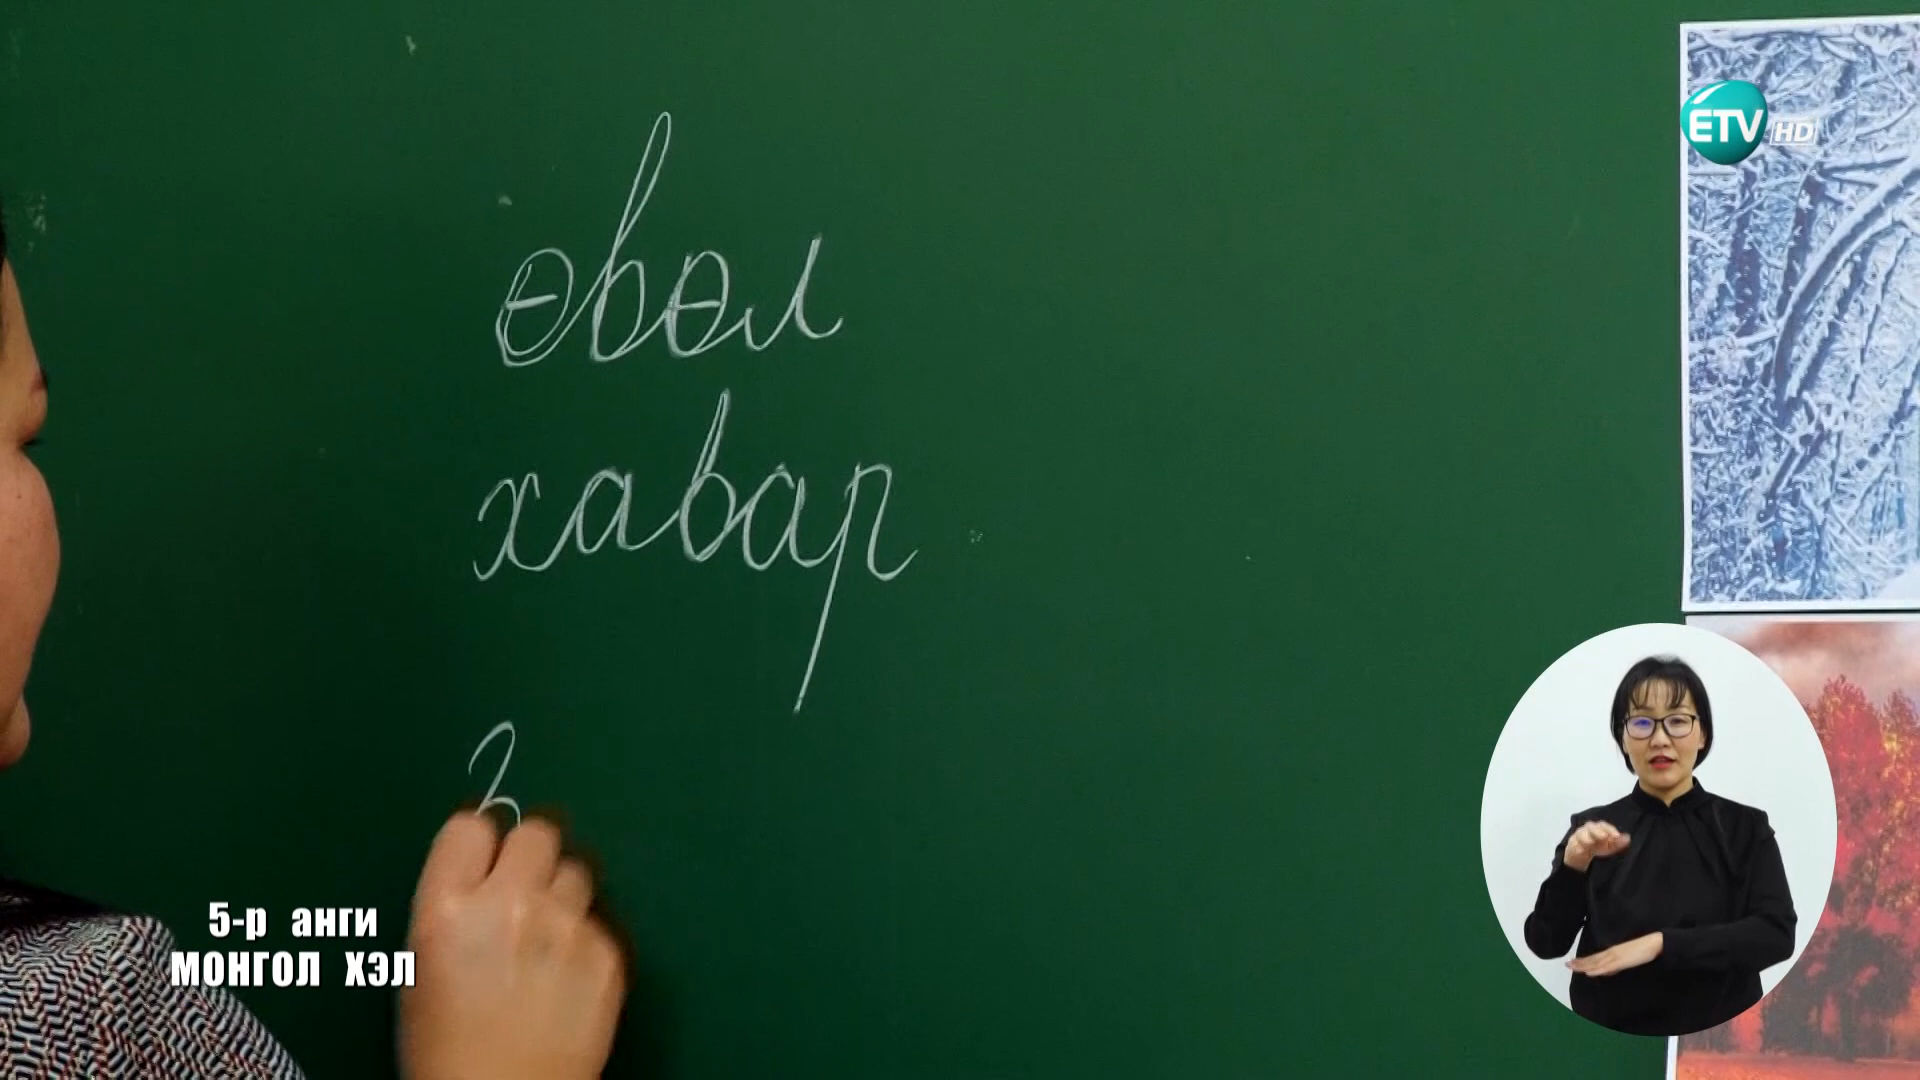 өвөл
хавар
з
ETV HD
5-р анги
МОНГОЛ ХЭЛ